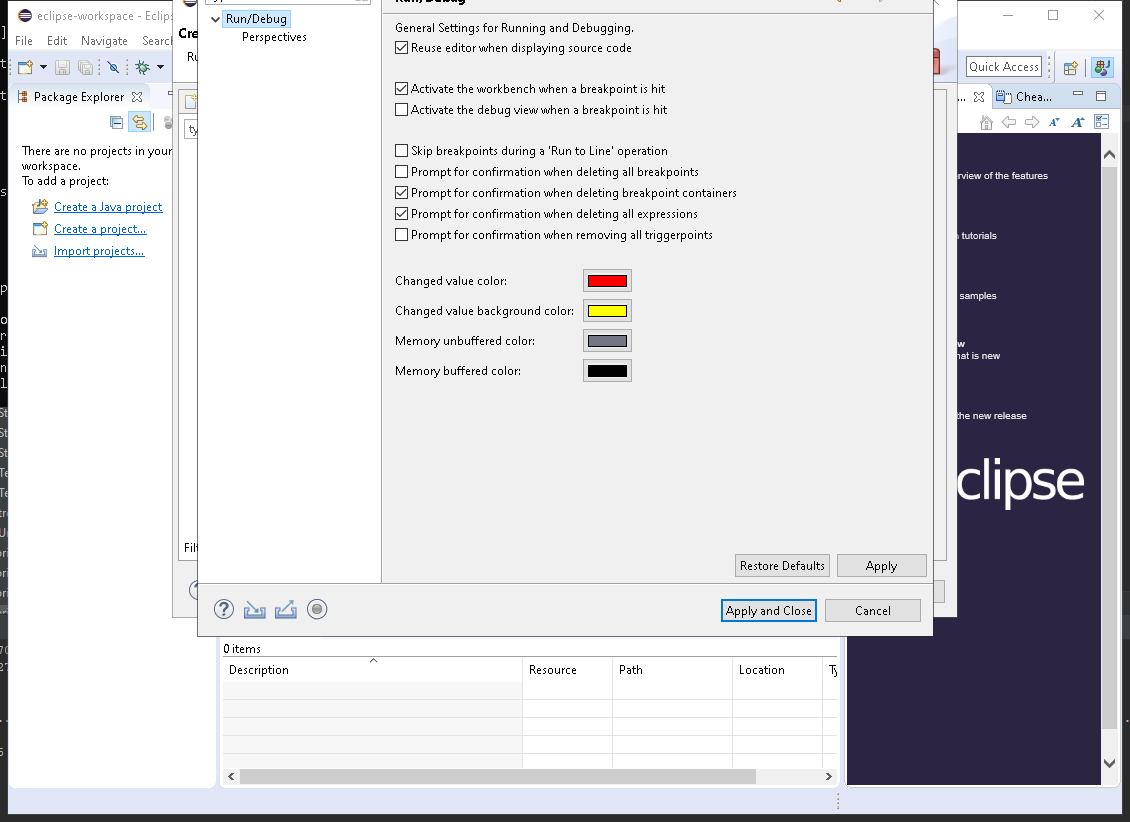 eclipse-workspace - Eclips
File Edit Navigate Search
Package Explorer
There are no projects in your
workspace.
To add a project:
Create a Java project
Create a project...
Import projects...
Cre
Ru
ty
Filt
Run/Debug
Perspectives
Run/Debug
General Settings for Running and Debugging.
Reuse editor when displaying source code
Activate the workbench when a breakpoint is hit
Activate the debug view when a breakpoint is hit
Skip breakpoints during a 'Run to Line' operation
Prompt for confirmation when deleting all breakpoints
Prompt for confirmation when deleting breakpoint containers
Prompt for confirmation when deleting all expressions
Prompt for confirmation when removing all triggerpoints
Changed value color:
Changed value background color:
Memory unbuffered color:
Memory buffered color:
Restore Defaults Apply
Apply and Close Cancel
Quick Access
... Chea...
rview of the features
tutorials
samples
w
hat is new
the new release
clipse
0 items
Description Resource Path Location Ty